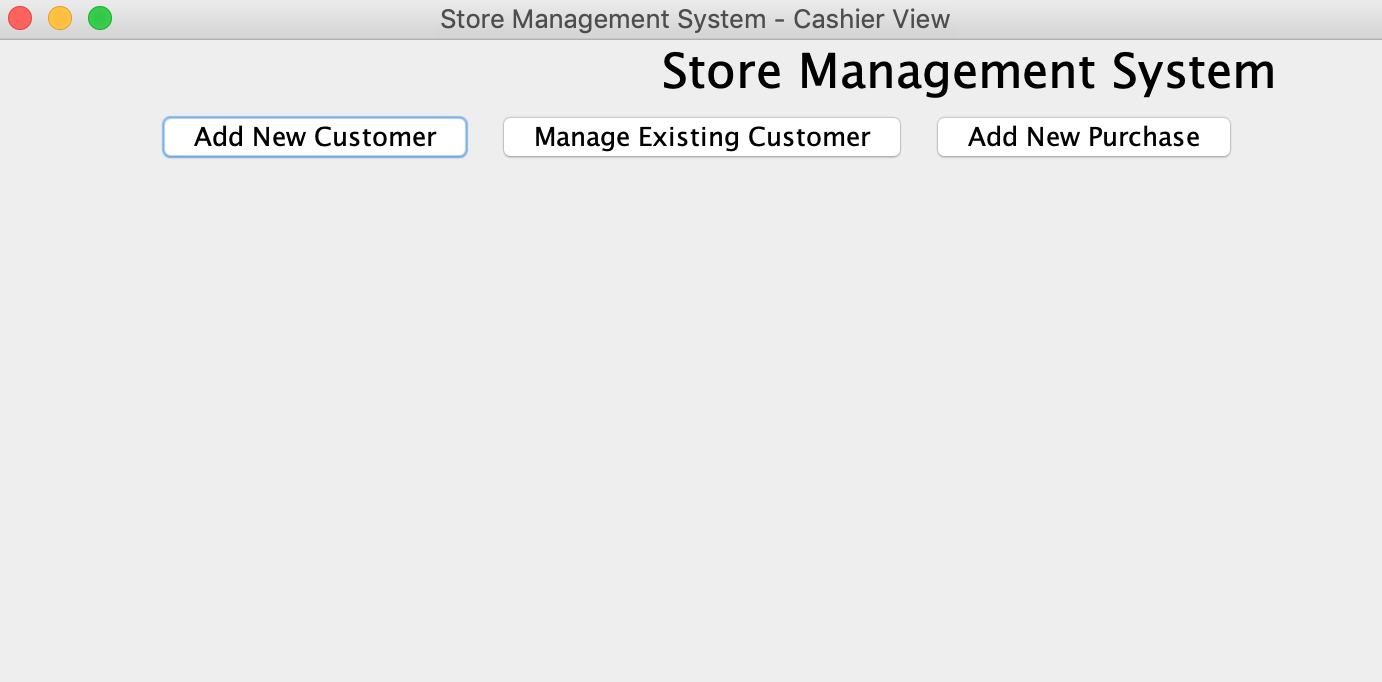 Store Management System - Cashier View
Store Management System
Add New Customer
Manage Existing Customer
Add New Purchase